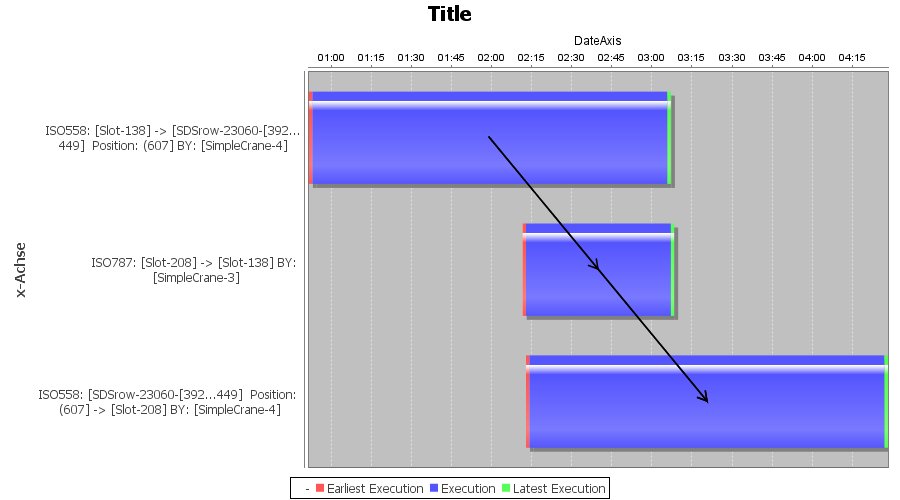 Title
DateAxis
01:00 01:15 01:30 01:45 02:00 02:15 02:30 02:45 03:00 03:15 03:30 03:45 04:00 04:15
x-Achse
ISO558: [Slot-138] -> [SDSrow-23060-[392...
449]  Position: (607] BY: [SimpleCrane-4]
ISO787: [Slot-208] -> [Slot-138] BY:
[SimpleCrane-3]
ISO558: [SDSrow-23060-[392...449]  Position:
(607] -> [Slot-208] BY: [SimpleCrane-4]
- Earliest Execution Execution Latest Execution